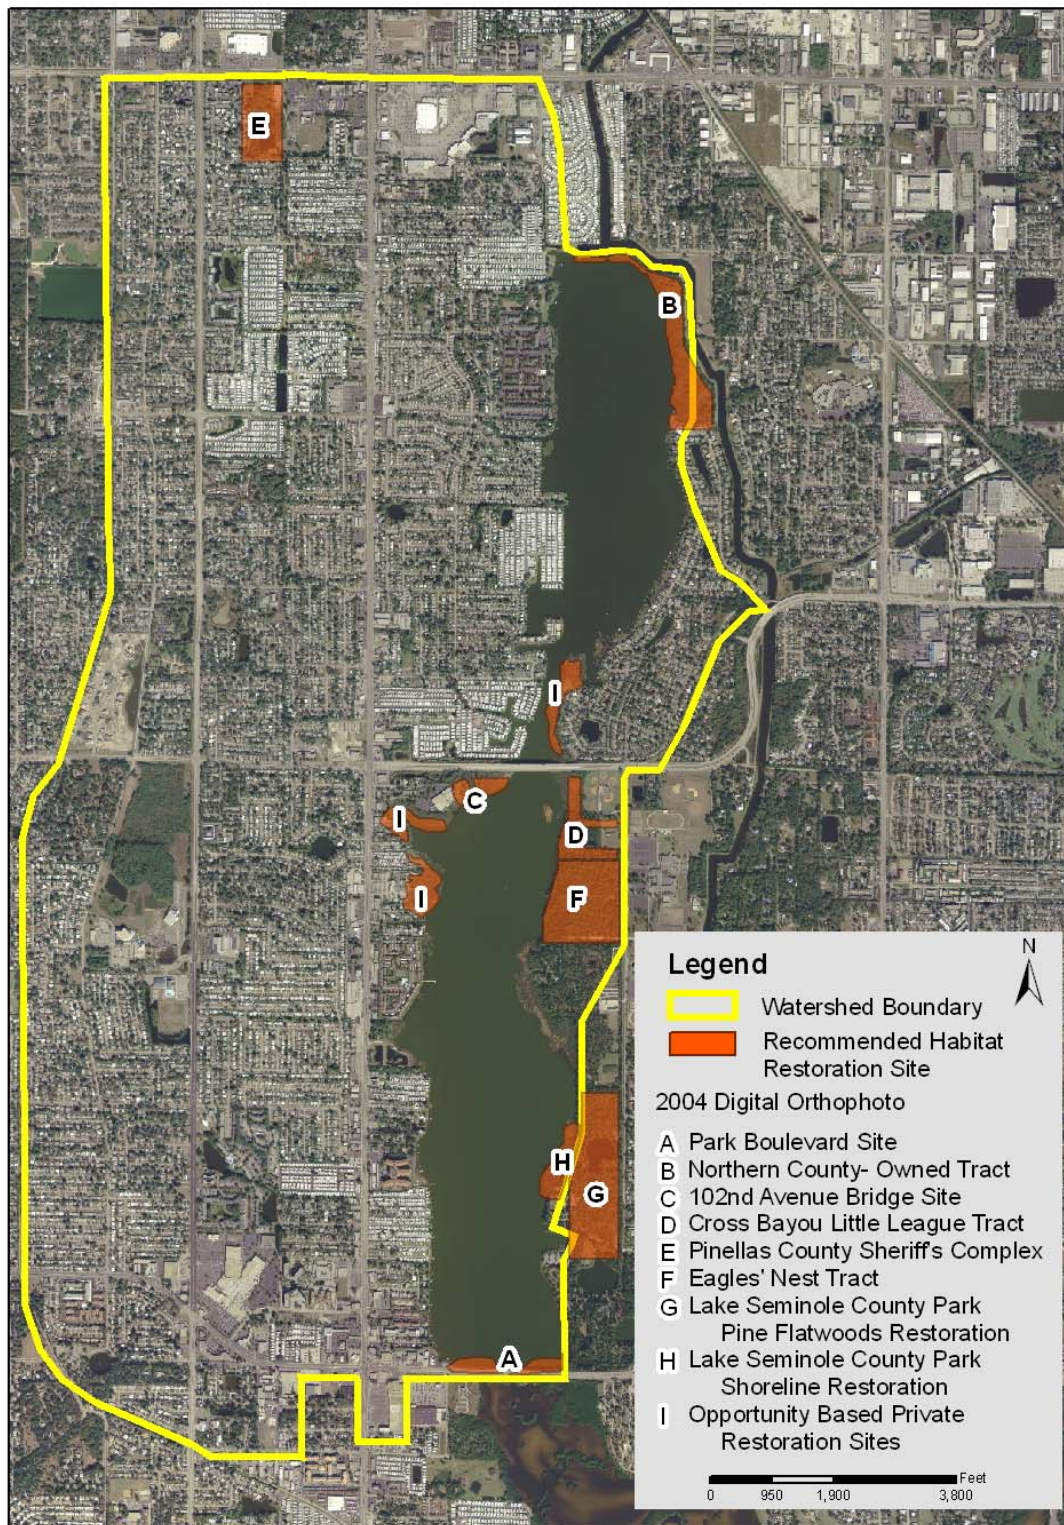 E
B
I
C
I
D
I
F
H
G
A
N
Legend
Watershed Boundary
Recommended Habitat
Restoration Site
2004 Digital Orthophoto
A Park Boulevard Site
B Northern County- Owned Tract
C 102nd Avenue Bridge Site
D Cross Bayou Little League Tract
E Pinellas County Sheriff's Complex
F Eagles' Nest Tract
G Lake Seminole County Park
Pine Flatwoods Restoration
H Lake Seminole County Park
Shoreline Restoration
I Opportunity Based Private
Restoration Sites
Feet
0 950 1,900 3,800